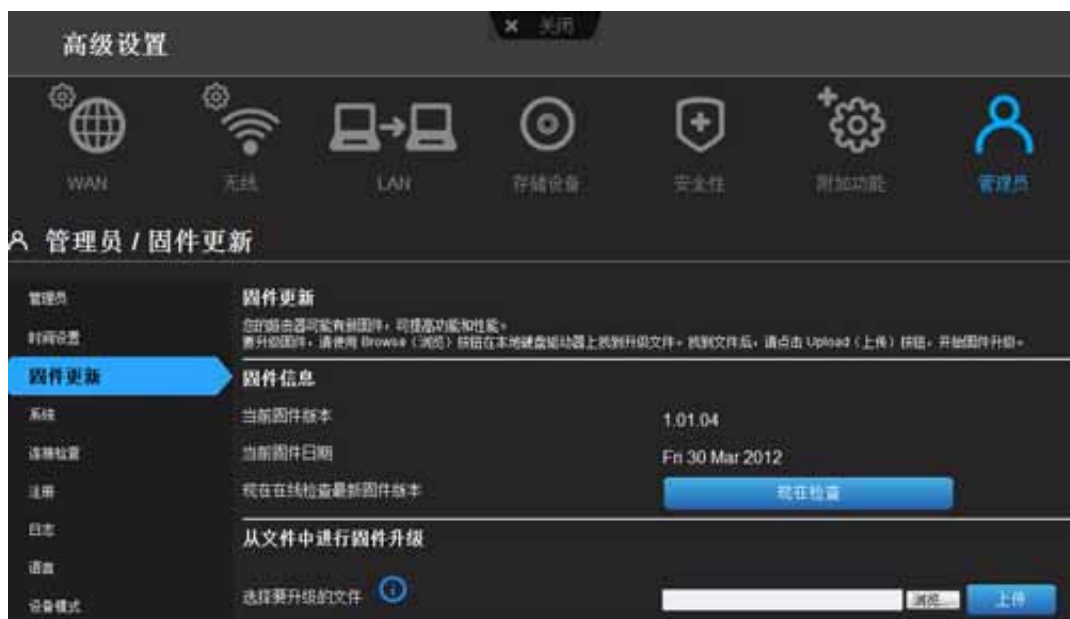 × 关闭
高级设置
WAN
无线
LAN
存储设备
安全性
附加功能
管理员
管理员 / 固件更新
管理员
时间设置
固件更新
系统
连接检查
注册
日志
语言
设备模式
固件更新
您的路由器可能有新固件，可提高功能和性能。
要升级固件，请使用 Browse（浏览）按钮在本地硬盘驱动器上找到升级文件。找到文件后，请点击 Upload（上传）按钮，开始固件升级。
固件信息
当前固件版本
1.01.04
当前固件日期
Fri 30 Mar 2012
现在在线检查最新固件版本
现在检查
从文件中进行固件升级
选择要升级的文件
浏览...
上传